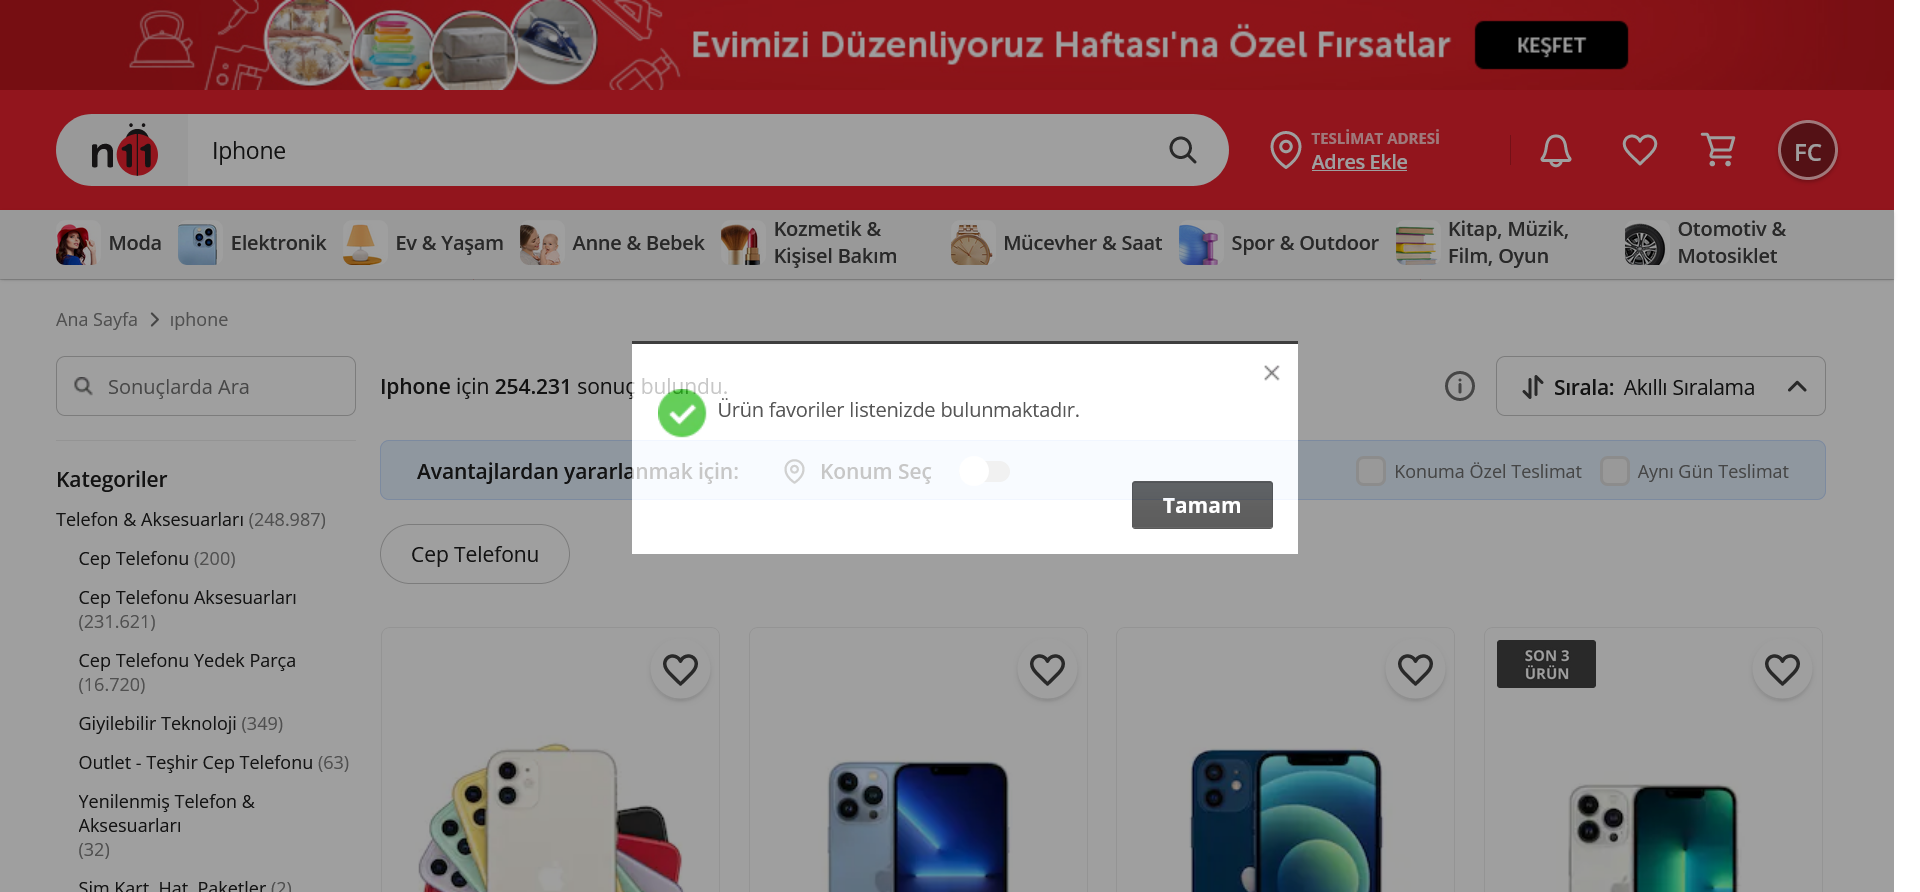 Evimizi Düzenliyoruz Haftası'na Özel Fırsatlar
KEŞFET
n11
Iphone
TESLİMAT ADRESİ
Adres Ekle
FC
Moda
Elektronik
Ev & Yaşam
Anne & Bebek
Kozmetik &
Kişisel Bakım
Mücevher & Saat
Spor & Outdoor
Kitap, Müzik,
Film, Oyun
Otomotiv &
Motosiklet
Ana Sayfa
ıphone
Sonuçlarda Ara
Iphone için 254.231 sonuç bulundu.
Sırala: Akıllı Sıralama
Ürün favoriler listenizde bulunmaktadır.
Tamam
Avantajlardan yararlanmak için:
Konum Seç
Konuma Özel Teslimat
Aynı Gün Teslimat
Kategoriler
Telefon & Aksesuarları (248.987)
Cep Telefonu (200)
Cep Telefonu Aksesuarları
(231.621)
Cep Telefonu Yedek Parça
(16.720)
Giyilebilir Teknoloji (349)
Outlet - Teşhir Cep Telefonu (63)
Yenilenmiş Telefon &
Aksesuarları
(32)
Sim Kart, Hat, Paketler (2)
Cep Telefonu
SON 3
ÜRÜN